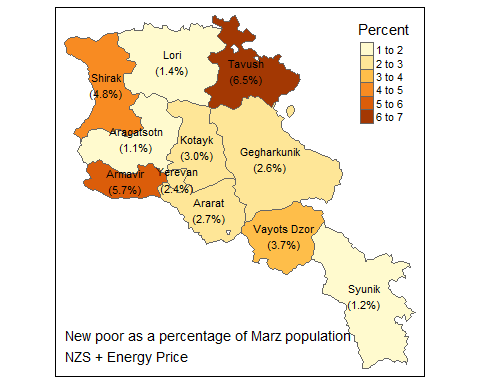 Percent
1 to 2
2 to 3
3 to 4
4 to 5
5 to 6
6 to 7
Lori
(1.4%)
Tavush
(6.5%)
Shirak
(4.8%)
Aragatsotn
(1.1%)
Kotayk
(3.0%)
Gegharkunik
(2.6%)
Armavir
(5.7%)
Yerevan
(2.4%)
Ararat
(2.7%)
Vayots Dzor
(3.7%)
Syunik
(1.2%)
New poor as a percentage of Marz population
NZS + Energy Price